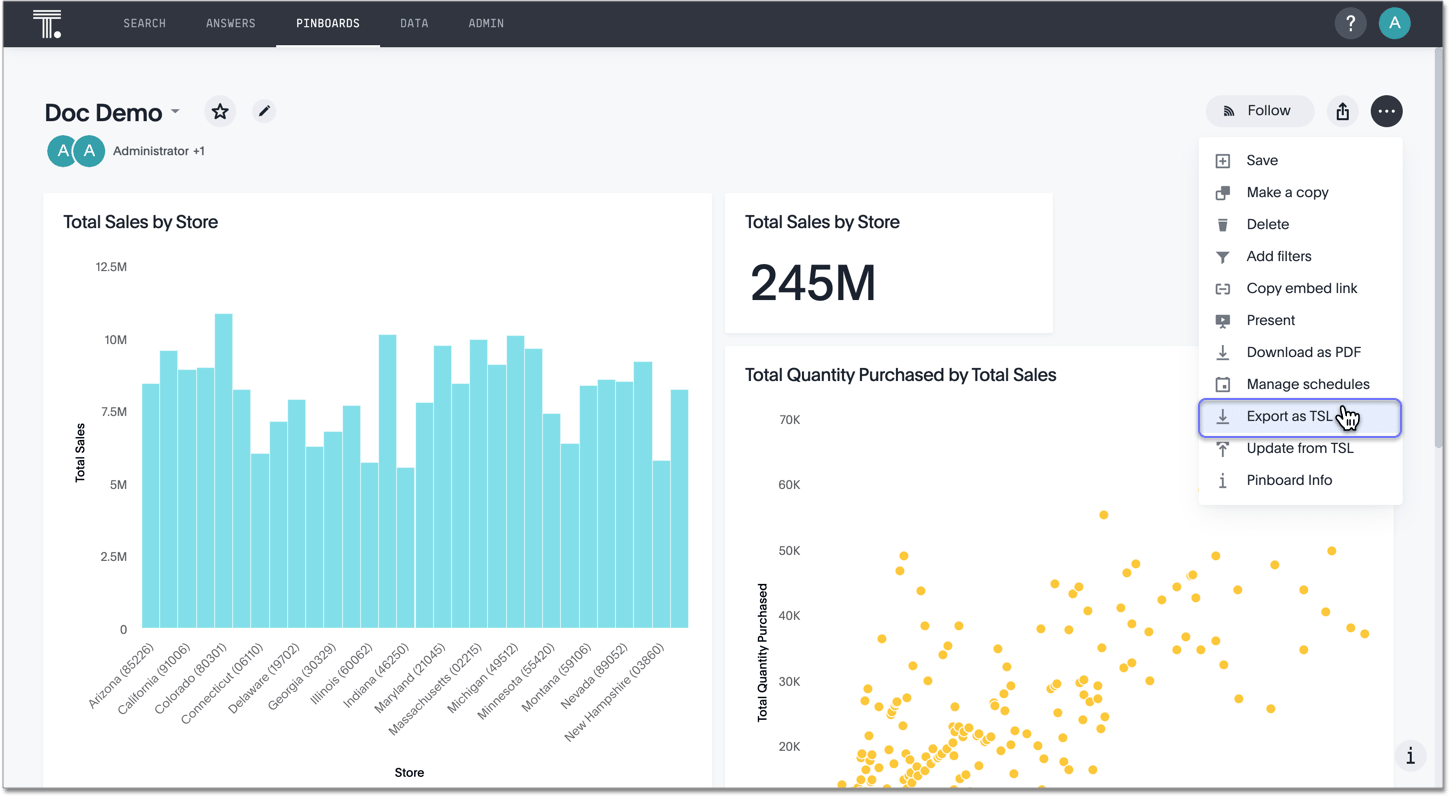 T.
SEARCH
ANSWERS
PINBOARDS
DATA
ADMIN
?
A
Doc Demo
Follow
A
A
Administrator +1
Save
Make a copy
Delete
Add filters
Copy embed link
Present
Download as PDF
Manage schedules
Export as TSL
Update from TSL
Pinboard Info
Total Sales by Store
12.5M
10M
7.5M
5M
2.5M
0
Total Sales
Arizona (85226)
California (91006)
Colorado (80301)
Connecticut (06110)
Delaware (19702)
Georgia (30329)
Illinois (60062)
Indiana (46250)
Maryland (21045)
Massachusetts (02215)
Michigan (49512)
Minnesota (55420)
Montana (59106)
Nevada (89052)
New Hampshire (03860)
Store
Total Sales by Store
245M
Total Quantity Purchased by Total Sales
70K
60K
50K
40K
30K
20K
Total Quantity Purchased
i